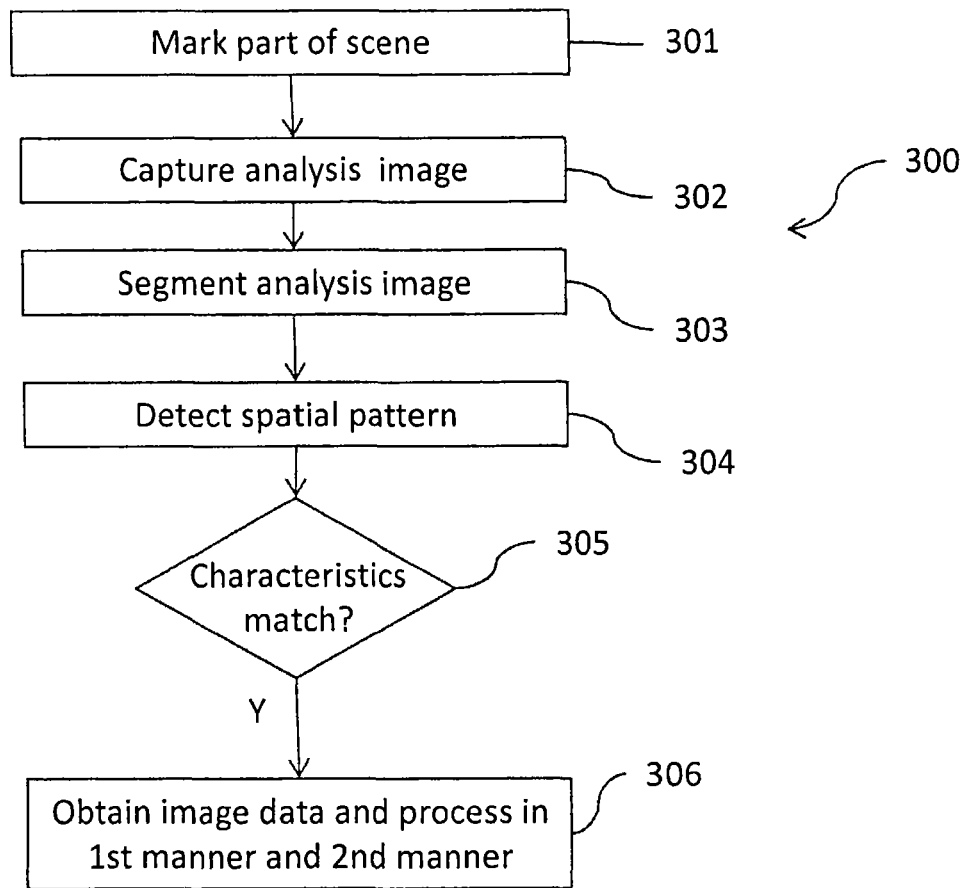 Mark part of scene
301
Capture analysis image
302
300
Segment analysis image
303
Detect spatial pattern
304
Characteristics
match?
305
Y
Obtain image data and process in
1st manner and 2nd manner
306